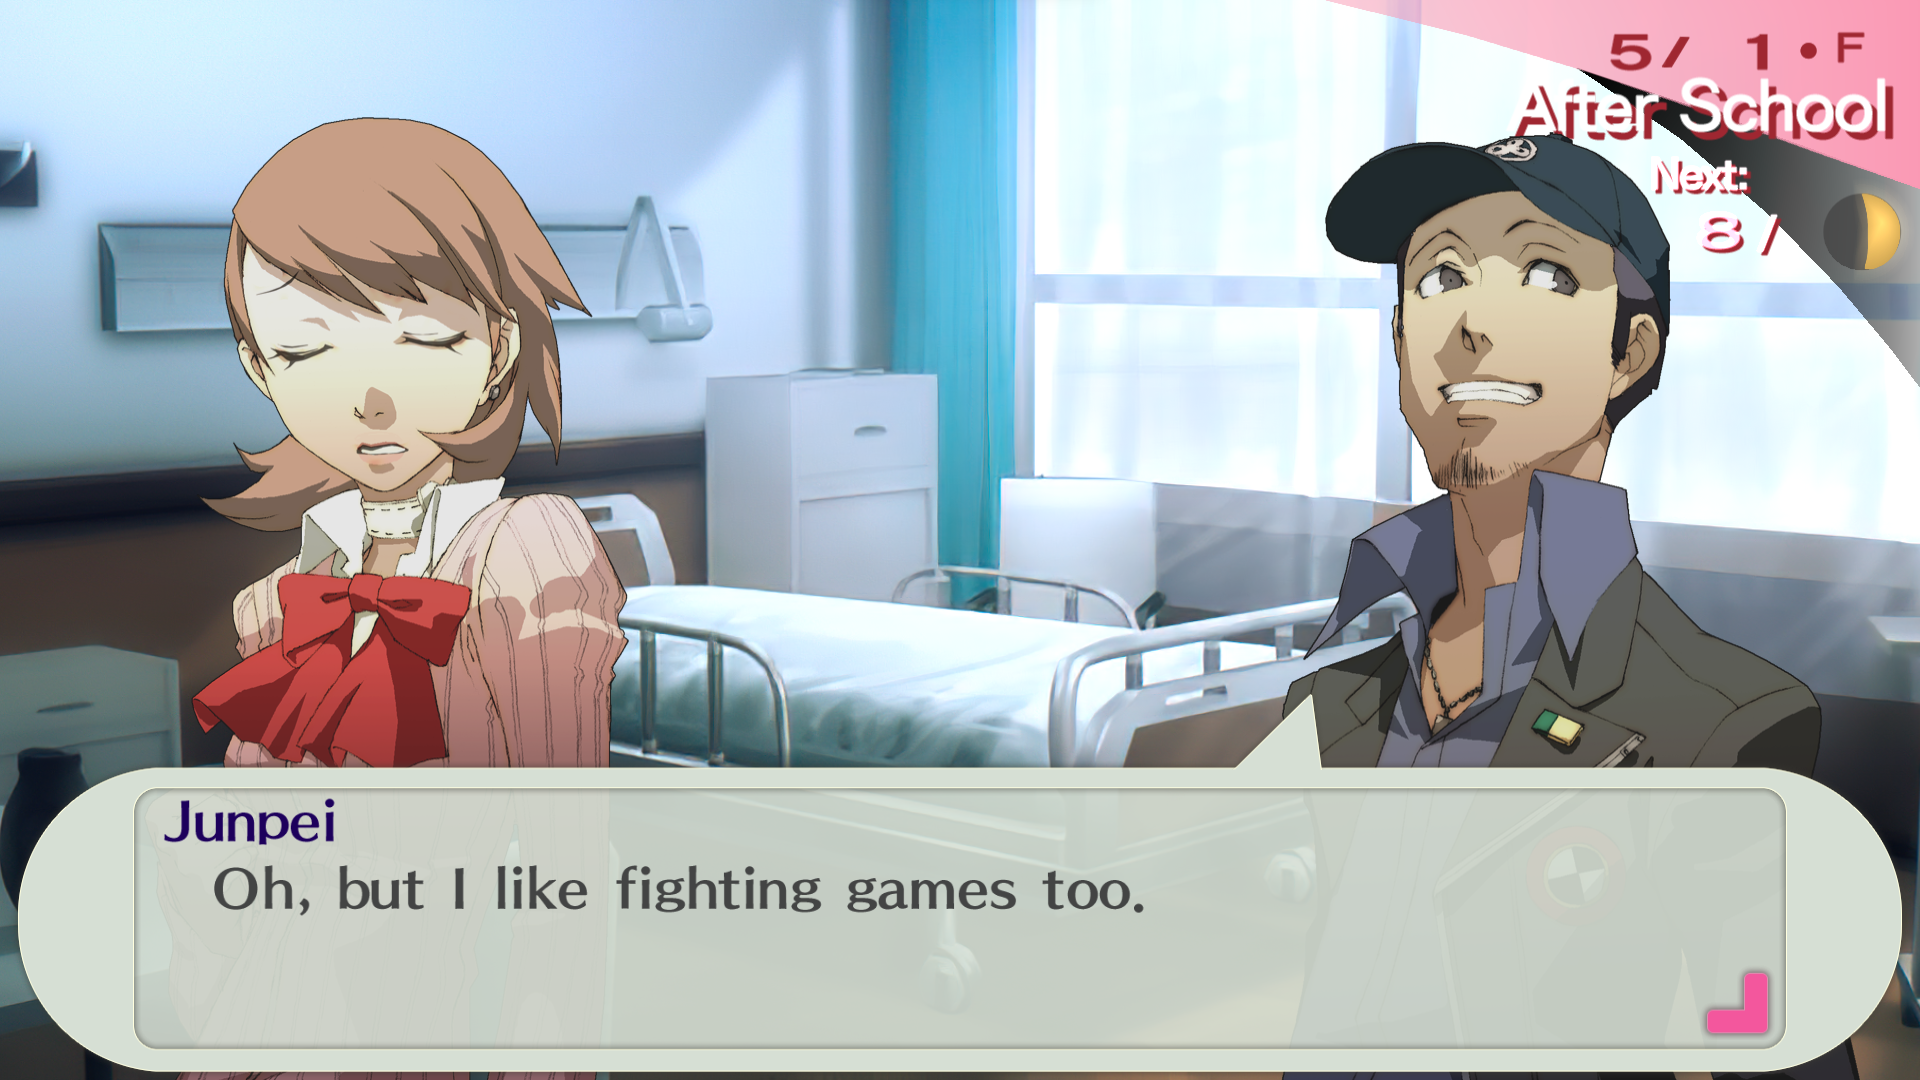 5/ 1・F
After School
Next:
8/
Junpei
Oh, but I like fighting games too.